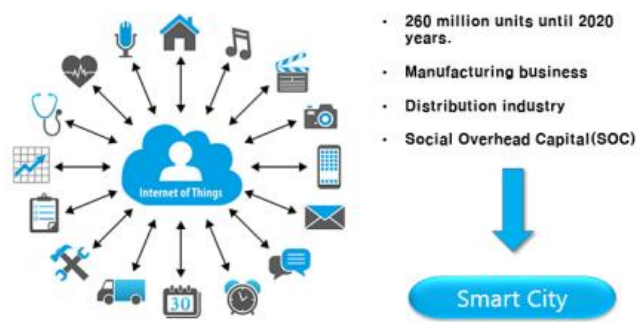 Internet of Things
30
· 260 million units until 2020
years.
· Manufacturing business
· Distribution industry
· Social Overhead Capital(SOC)
Smart City